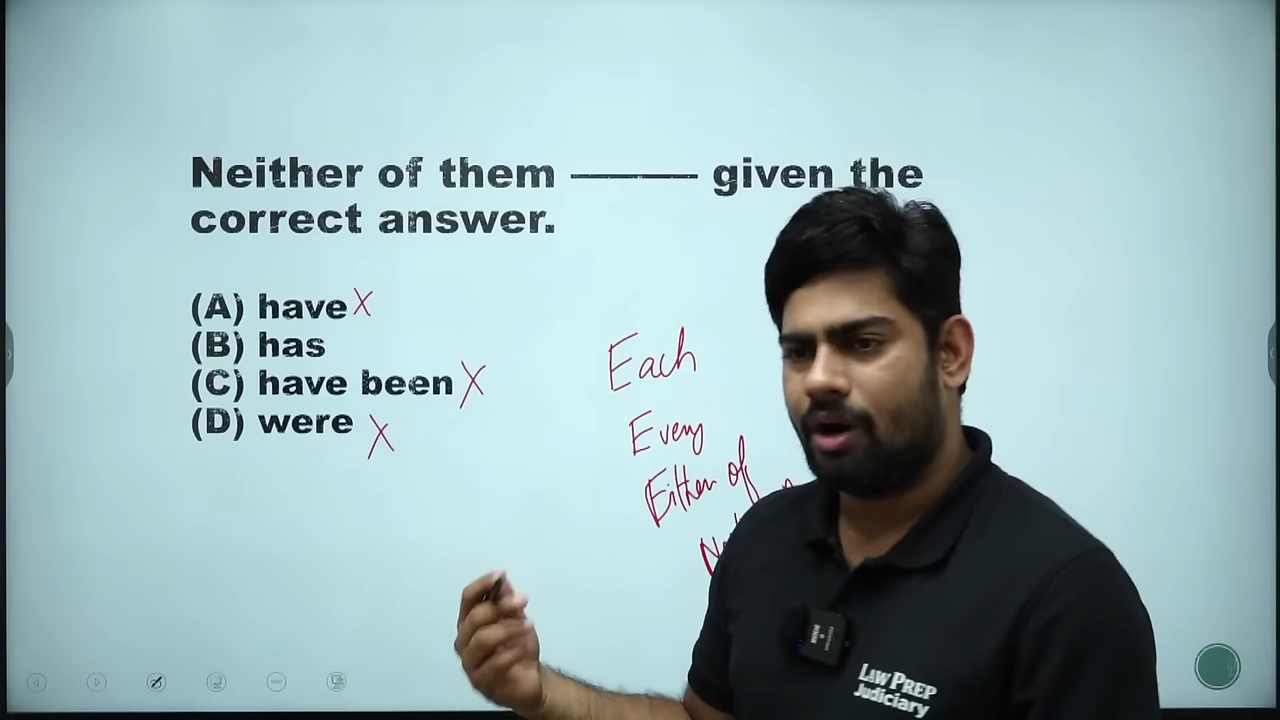 Neither of them ——— given the
correct answer.
(A) have X
(B) has
(C) have been X
(D) were X
Each
Every
Either of
LAW PREP
Judiciary